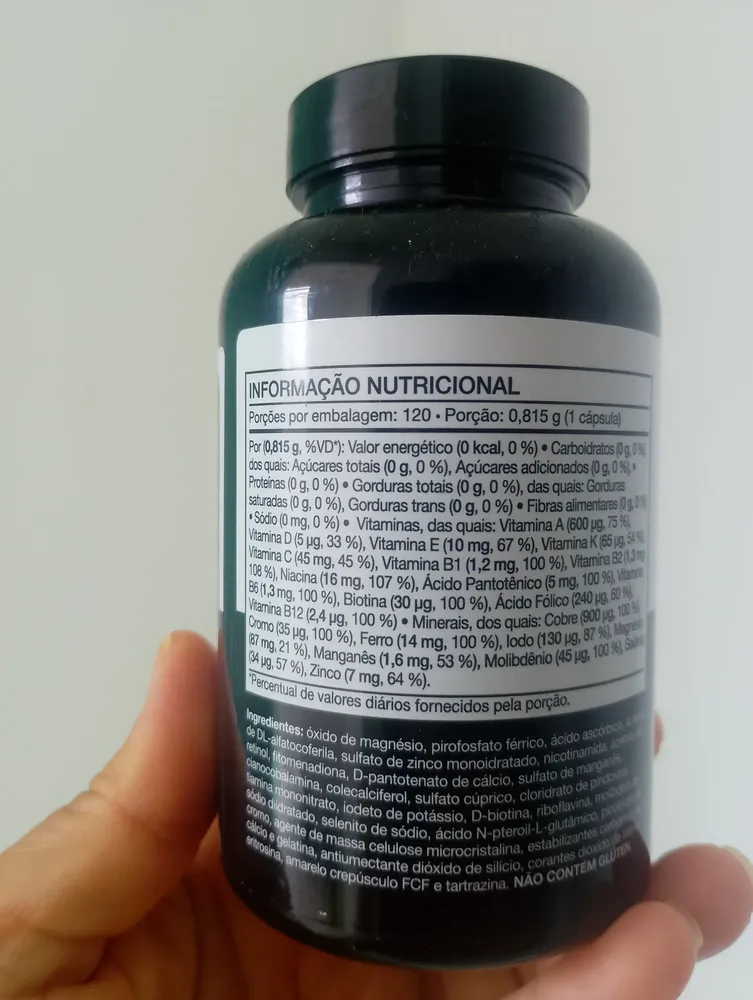 INFORMAÇÃO NUTRICIONAL
Porções por embalagem: 120 • Porção: 0,815 g (1 cápsula)
Por (0,815 g, %VD*): Valor energético (0 kcal, 0 %) • Carboidratos (0 g, 0 %),
dos quais: Açúcares totais (0 g, 0 %), Açúcares adicionados (0 g, 0 %), •
Proteínas (0 g, 0 %) • Gorduras totais (0 g, 0 %), das quais: Gorduras
saturadas (0 g, 0 %), Gorduras trans (0 g, 0 %) • Fibras alimentares (0 g, 0 %)
• Sódio (0 mg, 0 %) • Vitaminas, das quais: Vitamina A (600 µg, 75 %),
Vitamina D (5 µg, 33 %), Vitamina E (10 mg, 67 %), Vitamina K (65 µg, 54 %),
Vitamina C (45 mg, 45 %), Vitamina B1 (1,2 mg, 100 %), Vitamina B2 (1,3 mg
108 %), Niacina (16 mg, 107 %), Ácido Pantotênico (5 mg, 100 %), Vitamina
B6 (1,3 mg, 100 %), Biotina (30 µg, 100 %), Ácido Fólico (240 µg, 60 %),
Vitamina B12 (2,4 µg, 100 %) • Minerais, dos quais: Cobre (900 µg, 100 %),
Cromo (35 µg, 100 %), Ferro (14 mg, 100 %), Iodo (130 µg, 87 %), Magnésio
(87 mg, 21 %), Manganês (1,6 mg, 53 %), Molibdênio (45 µg, 100 %), Selênio
(34 µg, 57 %), Zinco (7 mg, 64 %).
*Percentual de valores diários fornecidos pela porção.
Ingredientes: óxido de magnésio, pirofosfato férrico, ácido ascórbico,
de DL-alfatocoferila, sulfato de zinco monoidratado, nicotinamida,
retinol, fitomenadiona, D-pantotenato de cálcio, sulfato de manganês,
cianocobalamina, colecalciferol, sulfato cúprico, cloridrato de piridoxina,
tiamina mononitrato, iodeto de potássio, D-biotina, riboflavina,
sódio diidratado, selenito de sódio, ácido N-pteroil-L-glutâmico,
cromo, agente de massa celulose microcristalina, estabilizantes
cálcio e gelatina, antiumectante dióxido de silício, corantes dióxido de
eritrosina, amarelo crepúsculo FCF e tartrazina. NÃO CONTÉM GLÚTEN